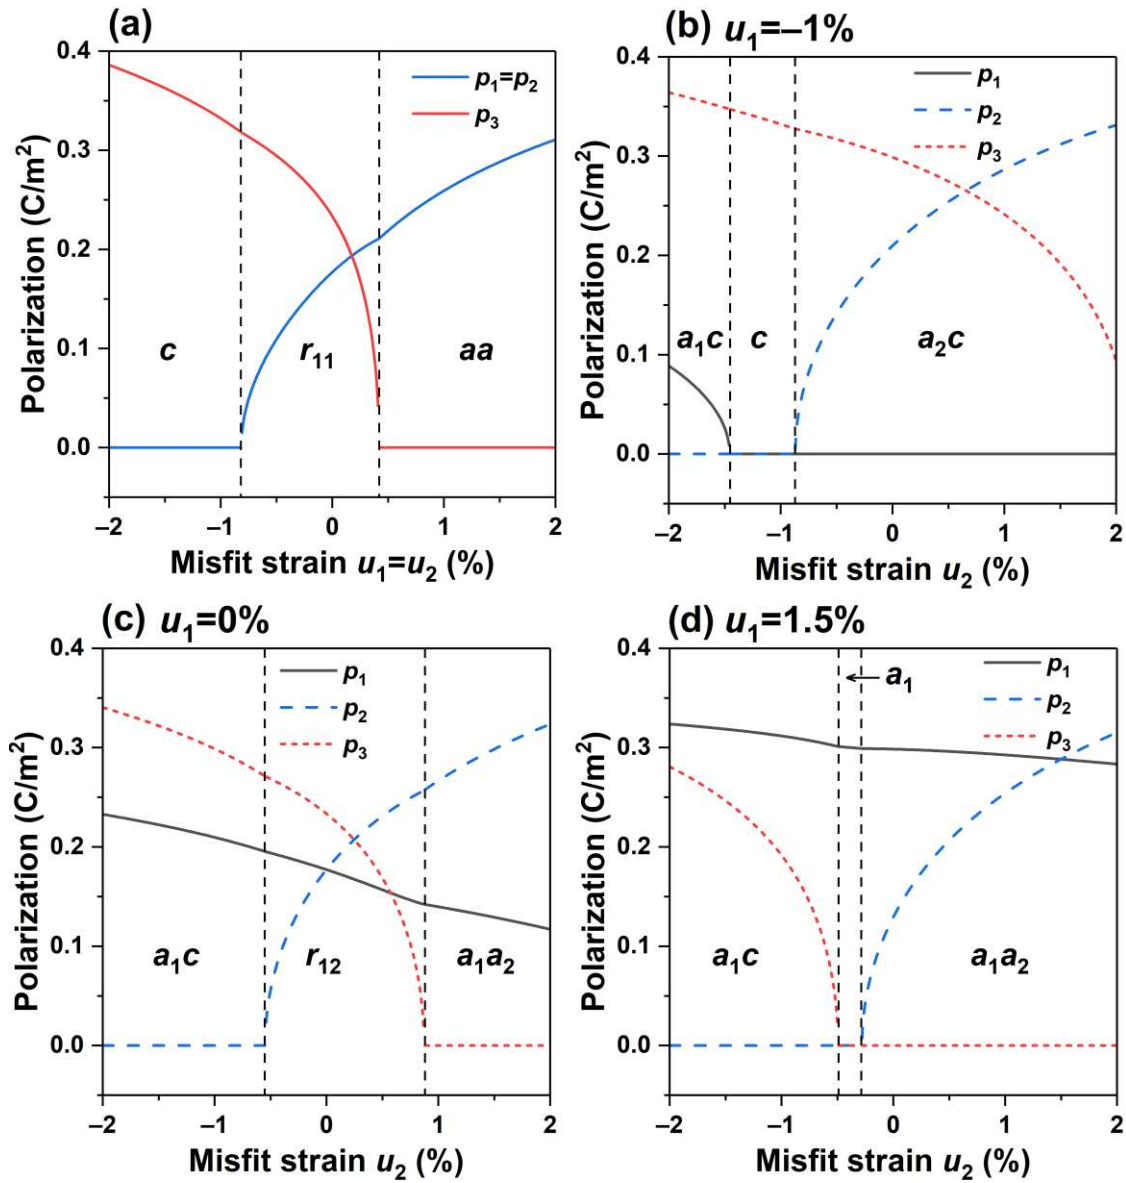 (a)
Polarization (C/m²)
0.4
0.3
0.2
0.1
0.0
p₁=p₂
p₃
c
r₁₁
aa
–2
–1
0
1
2
Misfit strain u₁=u₂ (%)
(b) u₁=–1%
Polarization (C/m²)
0.4
0.3
0.2
0.1
0.0
p₁
p₂
p₃
a₁c
c
a₂c
–2
–1
0
1
2
Misfit strain u₂ (%)
(c) u₁=0%
Polarization (C/m²)
0.4
0.3
0.2
0.1
0.0
p₁
p₂
p₃
a₁c
r₁₂
a₁a₂
–2
–1
0
1
2
Misfit strain u₂ (%)
(d) u₁=1.5%
Polarization (C/m²)
0.4
0.3
0.2
0.1
0.0
a₁
p₁
p₂
p₃
a₁c
a₁a₂
–2
–1
0
1
2
Misfit strain u₂ (%)